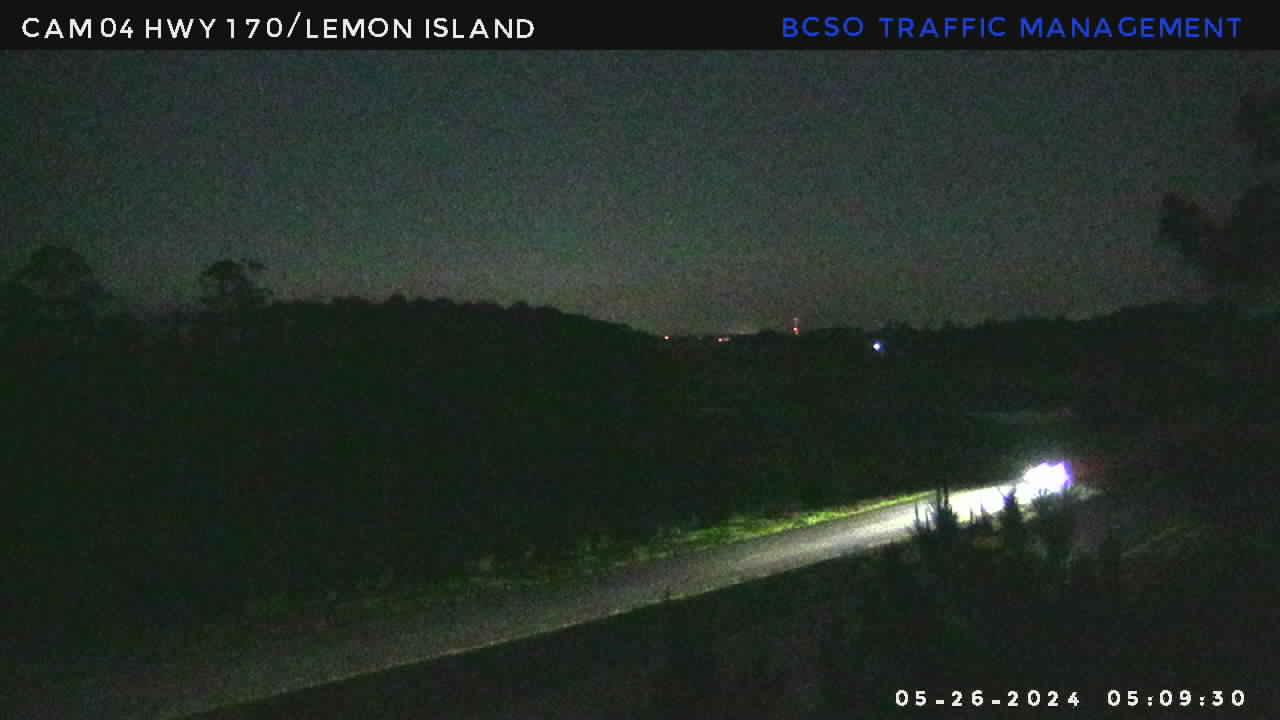 CAM04 HWY 170/LEMON ISLAND
BCSO TRAFFIC MANAGEMENT
05-26-2024 05:09:30